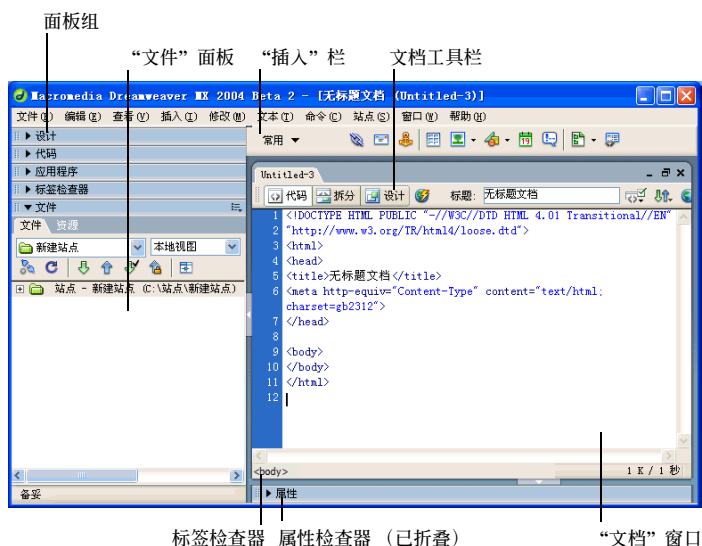 面板组
“文件”面板 “插入”栏 文档工具栏
Macromedia Dreamweaver MX 2004 Beta 2 - [无标题文档 (Untitled-3)]
文件(F) 编辑(E) 查看(V) 插入(I) 修改(M) 文本(T) 命令(C) 站点(S) 窗口(W) 帮助(H)
设计
代码
应用程序
标签检查器
文件
文件 资源
新建站点 本地视图
站点 - 新建站点 (C:\站点\新建站点)
备妥
常用
Untitled-3
代码 拆分 设计 标题: 无标题文档
1 <!DOCTYPE HTML PUBLIC "-//W3C//DTD HTML 4.01 Transitional//EN"
2 "http://www.w3.org/TR/html4/loose.dtd">
3 <html>
4 <head>
5 <title>无标题文档</title>
6 <meta http-equiv="Content-Type" content="text/html;
charset=gb2312">
7 </head>
8
9 <body>
10 </body>
11 </html>
12
<body> 1 K / 1 秒
属性
标签检查器 属性检查器 (已折叠) “文档”窗口